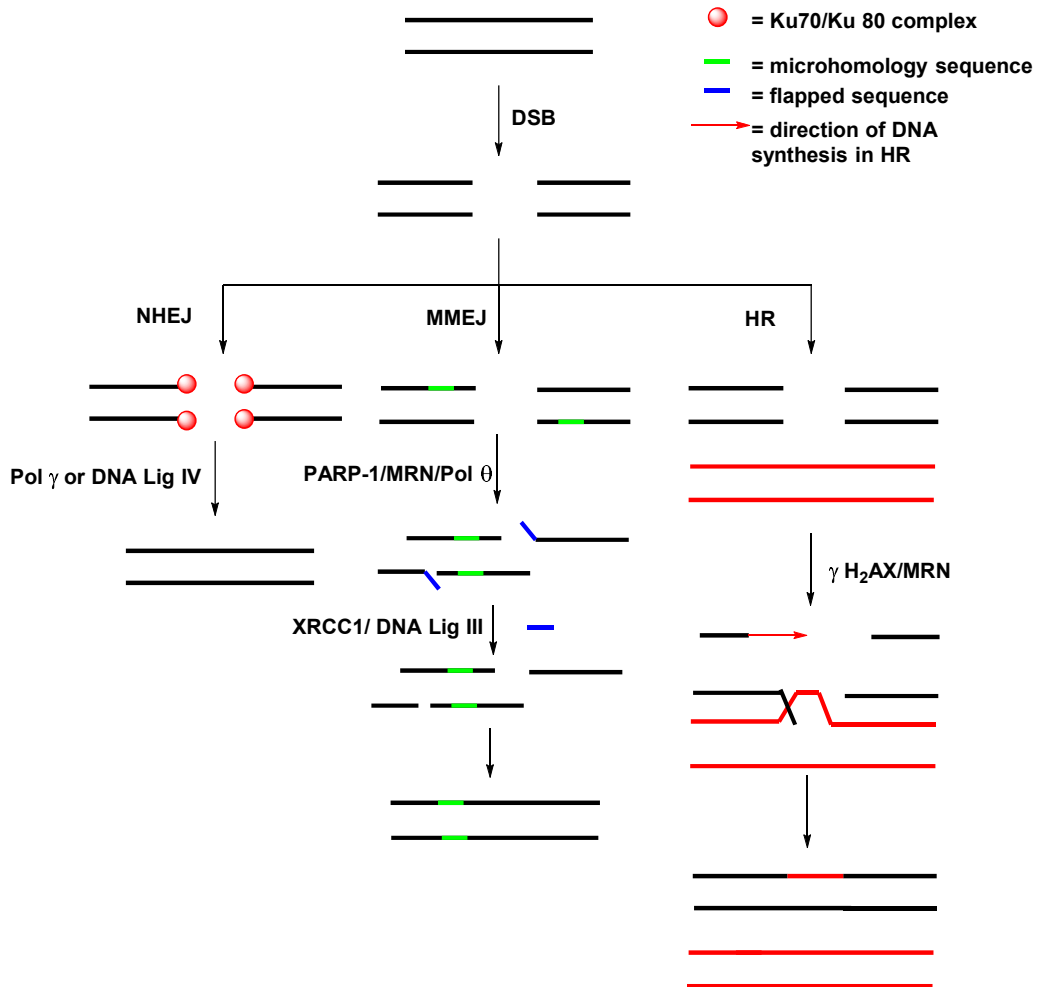 = Ku70/Ku 80 complex
= microhomology sequence
= flapped sequence
= direction of DNA
synthesis in HR
DSB
NHEJ
MMEJ
HR
Pol γ or DNA Lig IV
PARP-1/MRN/Pol θ
γ H₂AX/MRN
XRCC1/ DNA Lig III